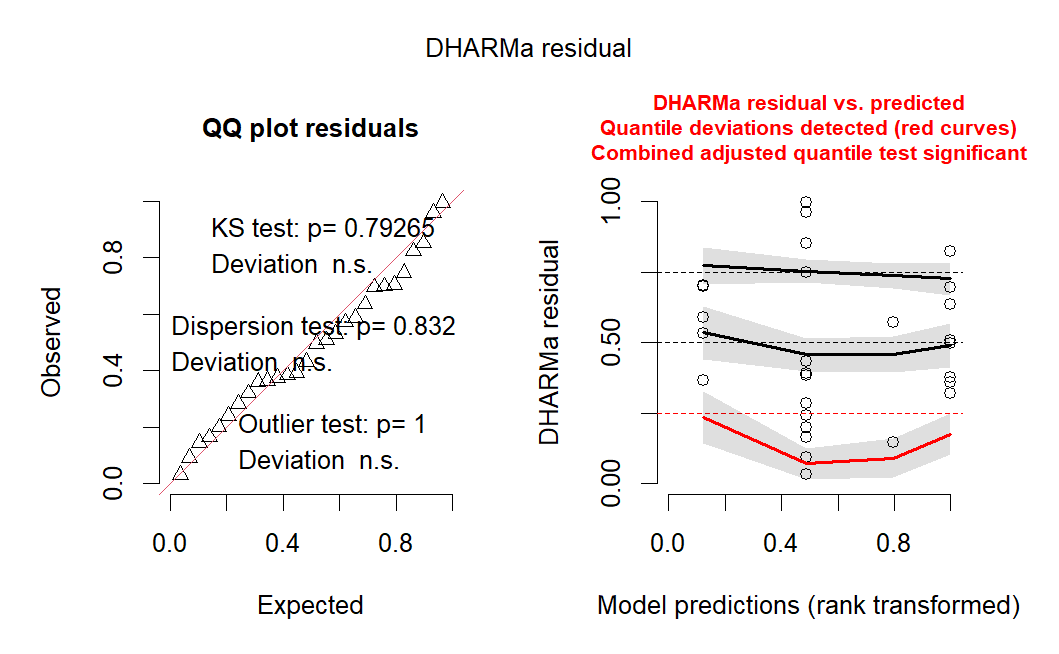 DHARMa residual
QQ plot residuals
KS test: p= 0.79265
Deviation n.s.
Dispersion test: p= 0.832
Deviation n.s.
Outlier test: p= 1
Deviation n.s.
Observed
0.0
0.4
0.8
0.0
0.4
0.8
Expected
DHARMa residual vs. predicted
Quantile deviations detected (red curves)
Combined adjusted quantile test significant
DHARMa residual
0.00
0.50
1.00
0.0
0.4
0.8
Model predictions (rank transformed)